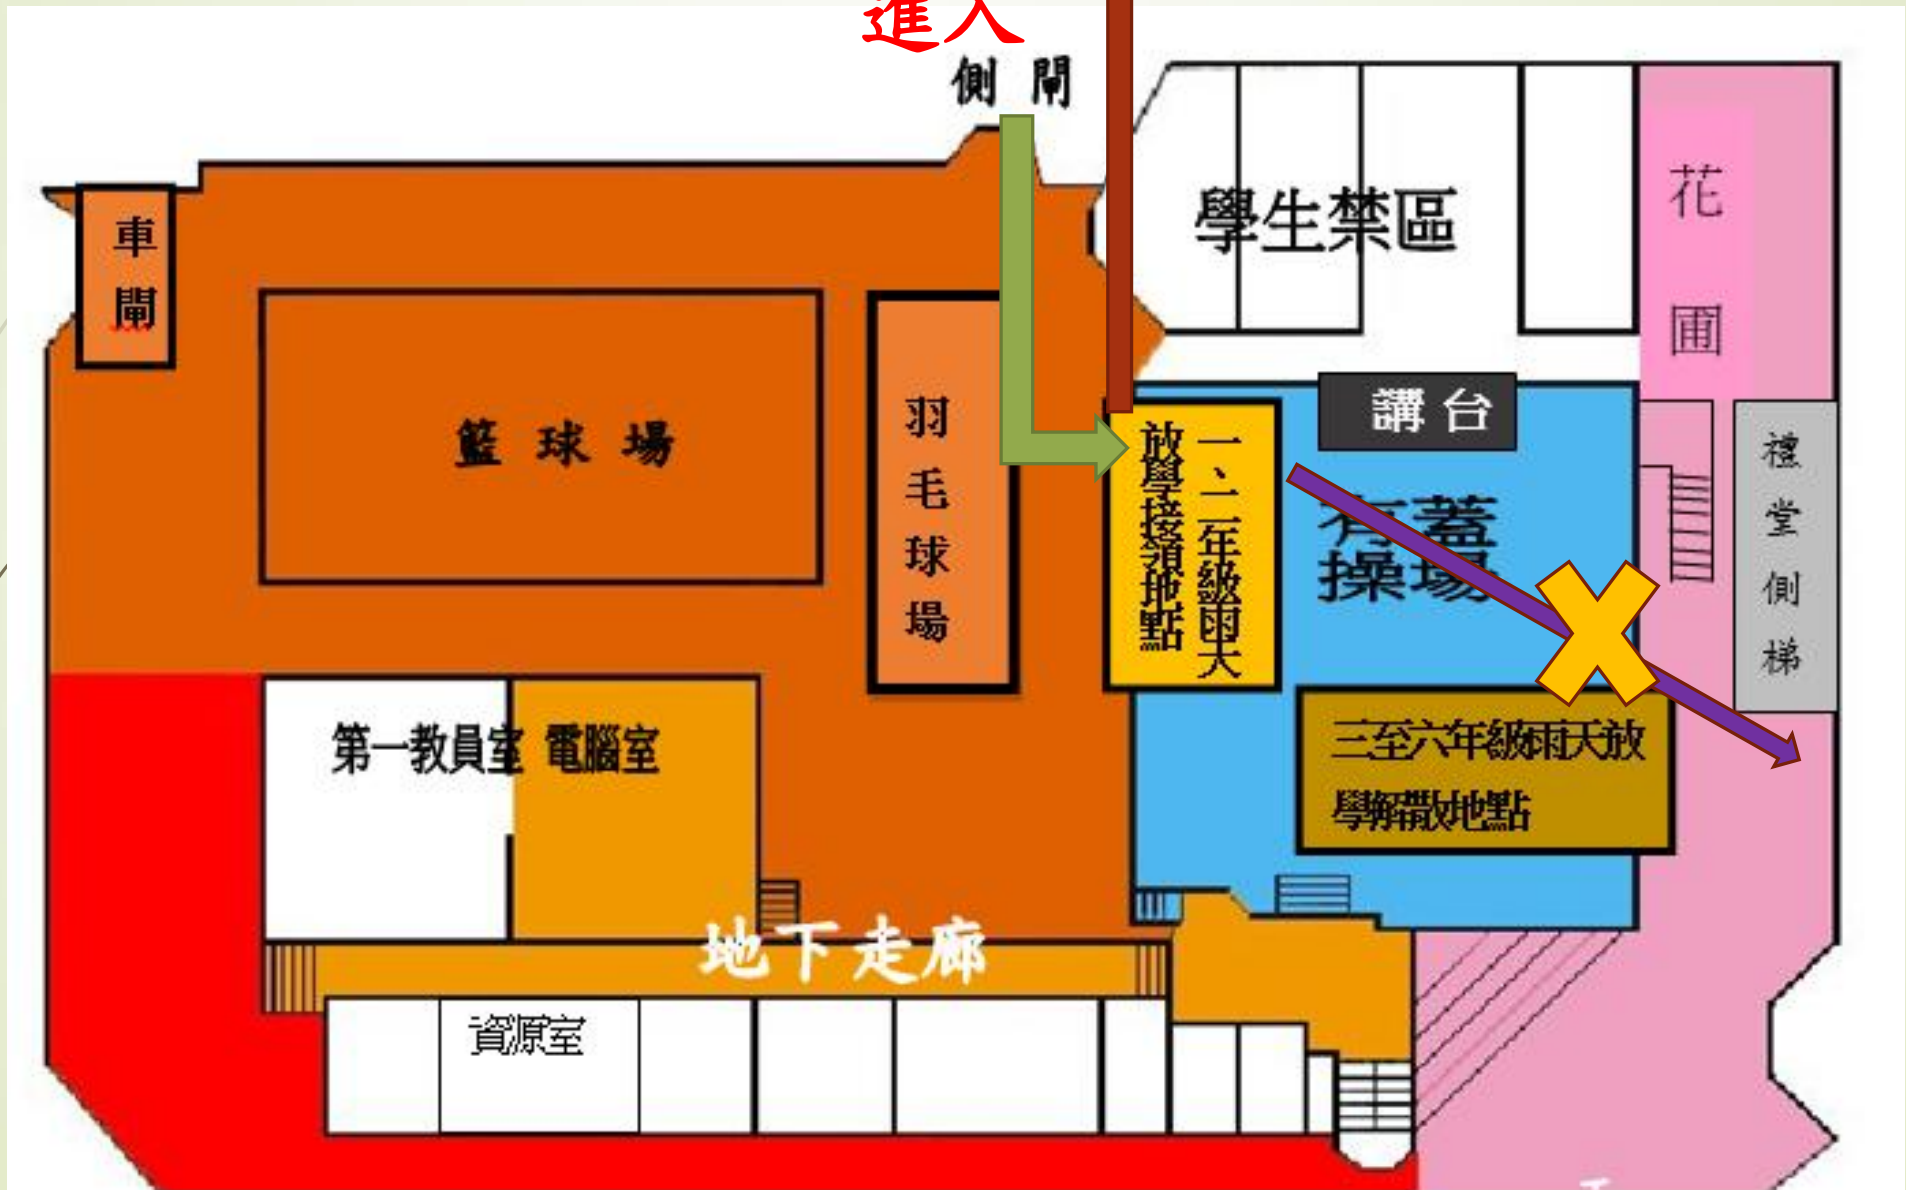 進入
側閘
車閘
學生禁區
花圃
講台
籃球場
羽毛球場
一、二年級雨天
放學接領地點
有蓋
操場
禮堂側梯
第一教員室
電腦室
三至六年級雨天放
學解散地點
地下走廊
資源室